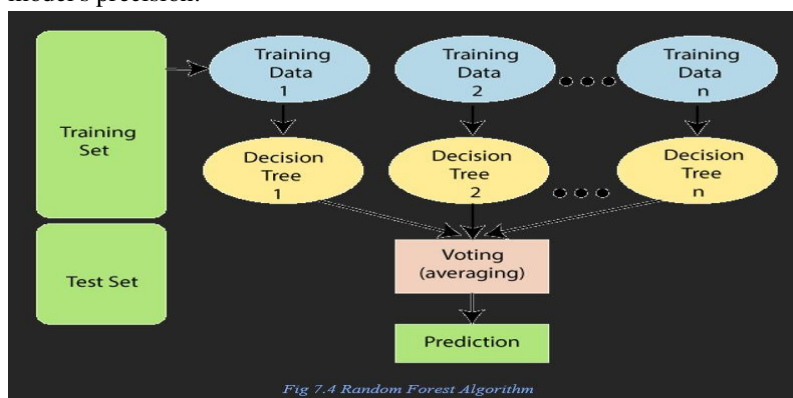 model's precision.
Training
Set
Test Set
Training
Data
1
Training
Data
2
Training
Data
n
Decision
Tree
1
Decision
Tree
2
Decision
Tree
n
Voting
(averaging)
Prediction
Fig 7.4 Random Forest Algorithm